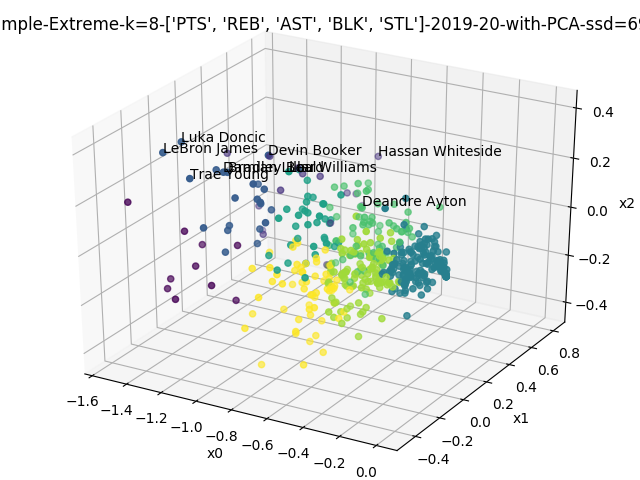 mple-Extreme-k=8-['PTS', 'REB', 'AST', 'BLK', 'STL']-2019-20-with-PCA-ssd=69
Luka Doncic
LeBron James
Devin Booker
Hassan Whiteside
Trae Young
Williams
Deandre Ayton
0.4
0.2
0.0
−0.2
−0.4
x2
−1.6
−1.4
−1.2
−1.0
−0.8
−0.6
−0.4
−0.2
0.0
x0
−0.4
−0.2
0.0
0.2
0.4
0.6
0.8
x1